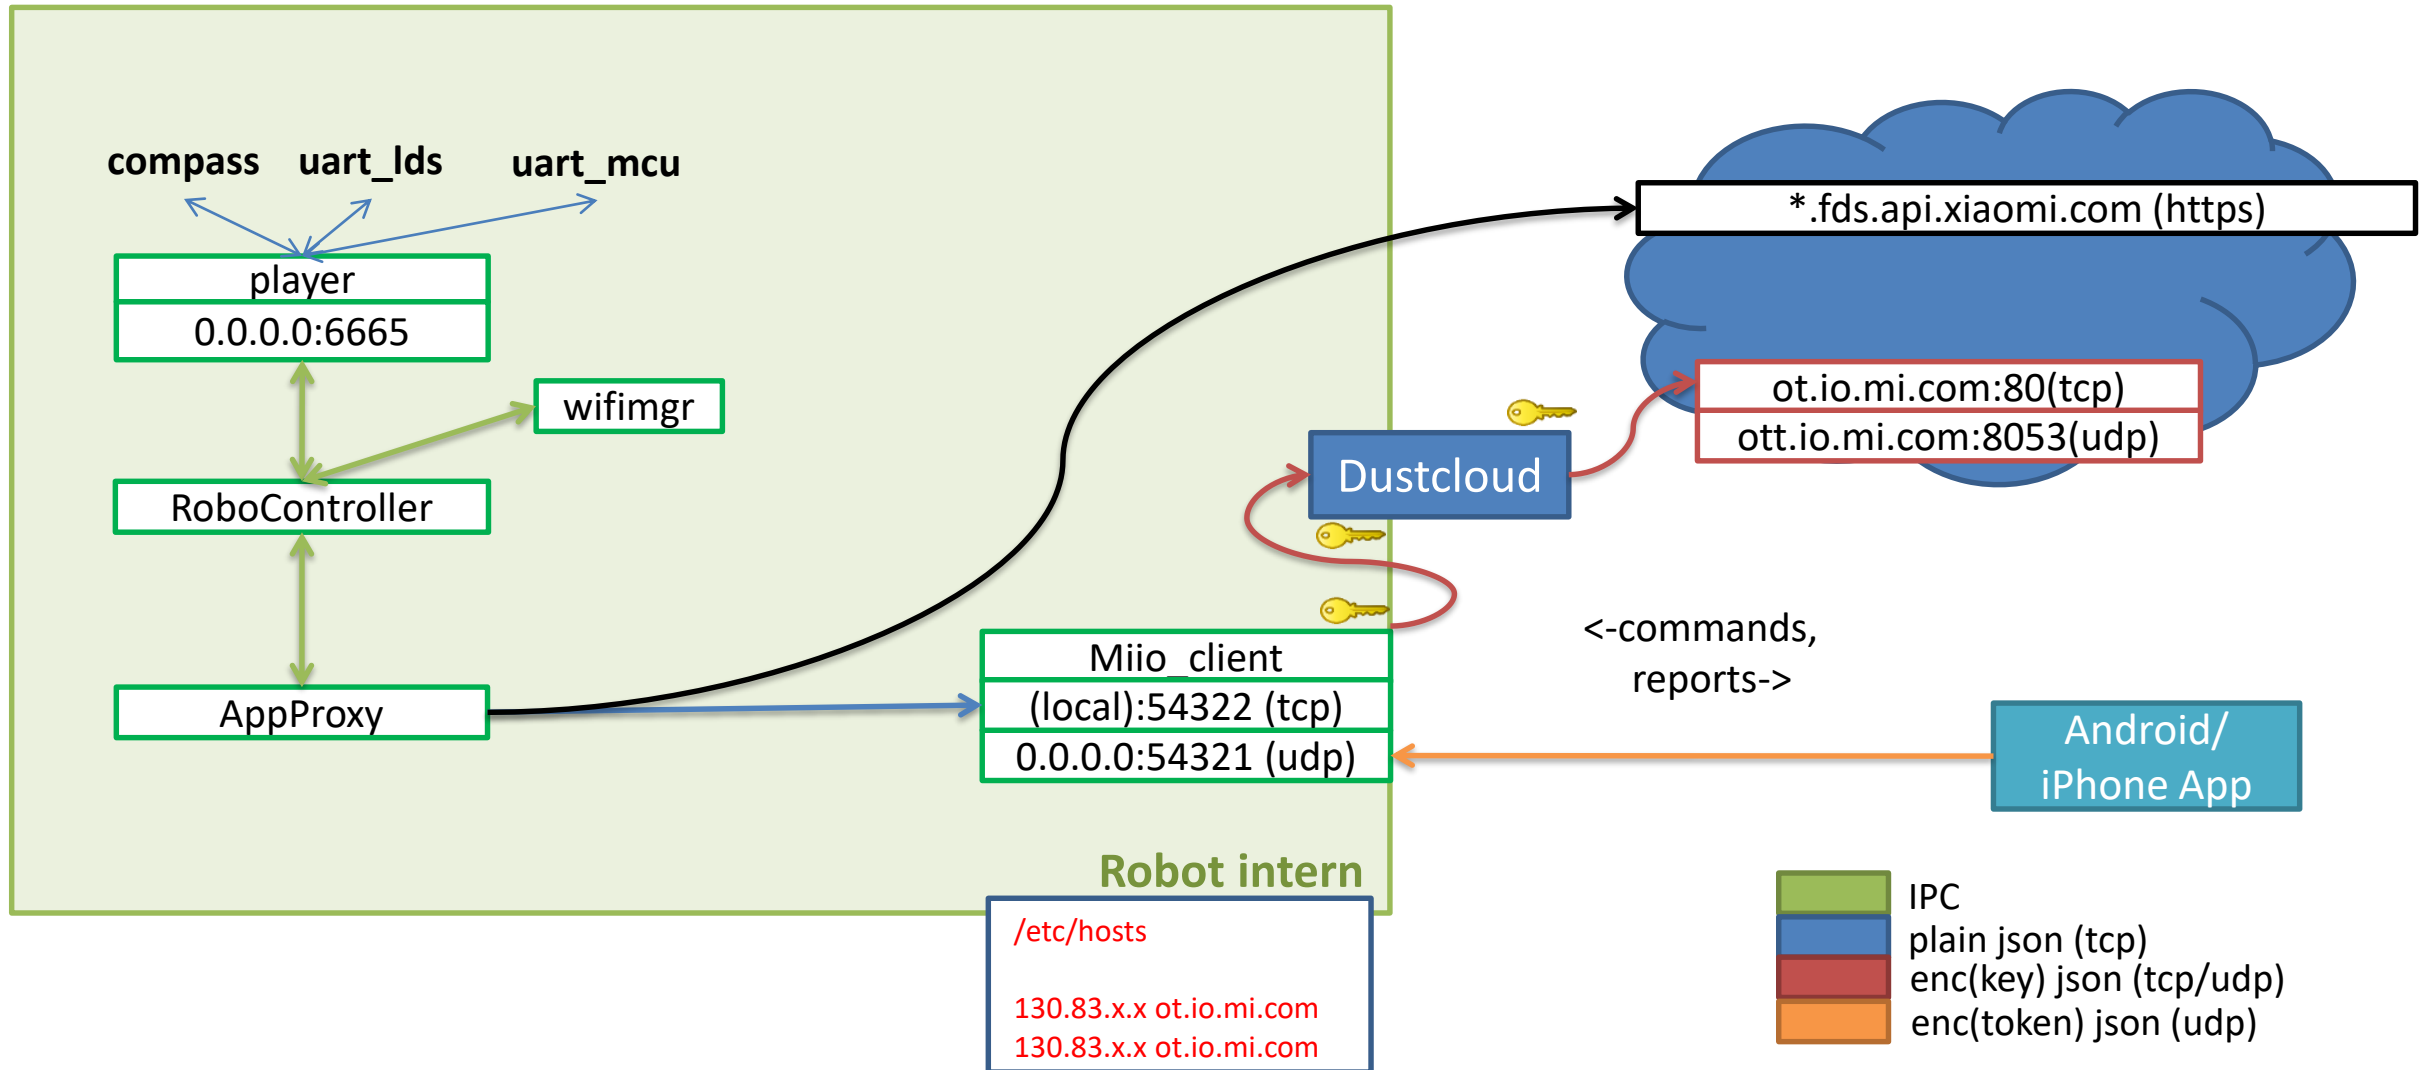 compass
uart_lds
uart_mcu
player
0.0.0.0:6665
wifimgr
RoboController
AppProxy
Miio_client
(local):54322 (tcp)
0.0.0.0:54321 (udp)
Robot intern
/etc/hosts
130.83.x.x ot.io.mi.com
130.83.x.x ot.io.mi.com
*.fds.api.xiaomi.com (https)
ot.io.mi.com:80(tcp)
ott.io.mi.com:8053(udp)
Dustcloud
<-commands,
reports->
Android/
iPhone App
IPC
plain json (tcp)
enc(key) json (tcp/udp)
enc(token) json (udp)